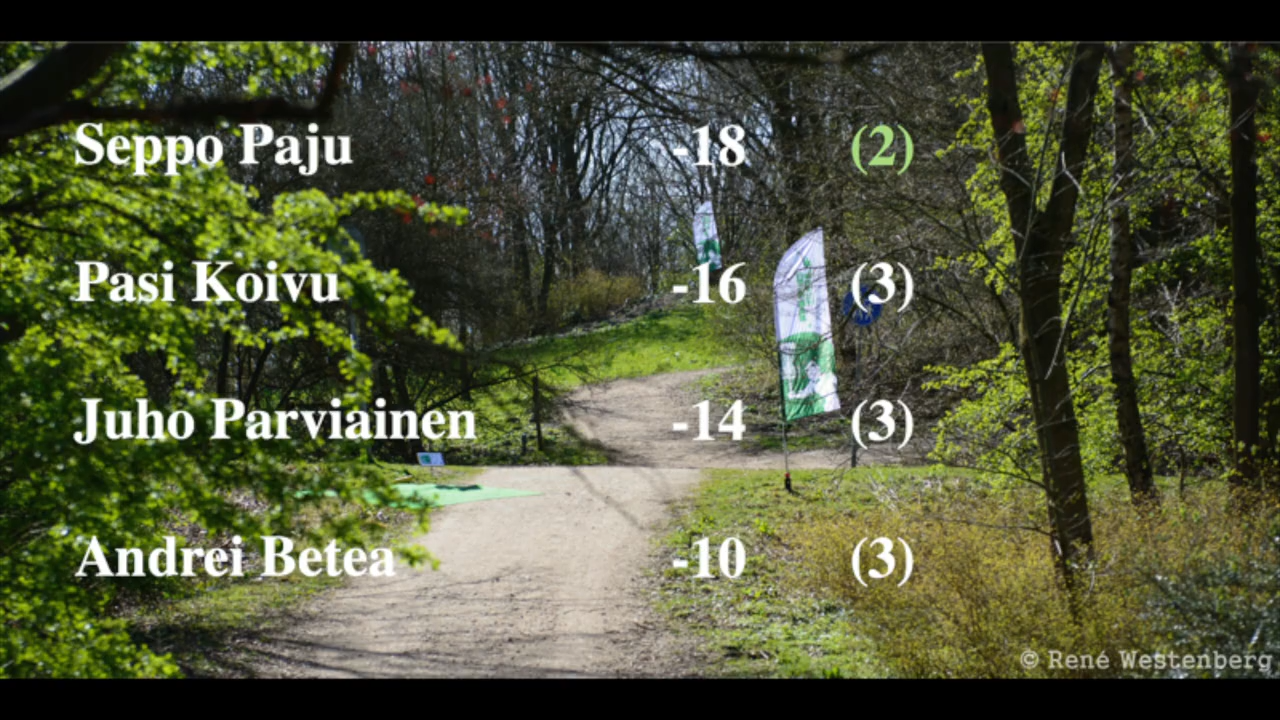 Seppo Paju -18 (2)
Pasi Koivu -16 (3)
Juho Parviainen -14 (3)
Andrei Betea -10 (3)
© René Westenberg